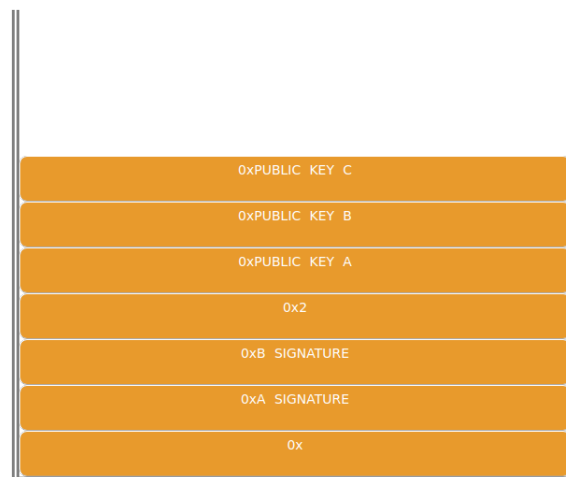 0xPUBLIC KEY C
0xPUBLIC KEY B
0xPUBLIC KEY A
0x2
0xB SIGNATURE
0xA SIGNATURE
0x